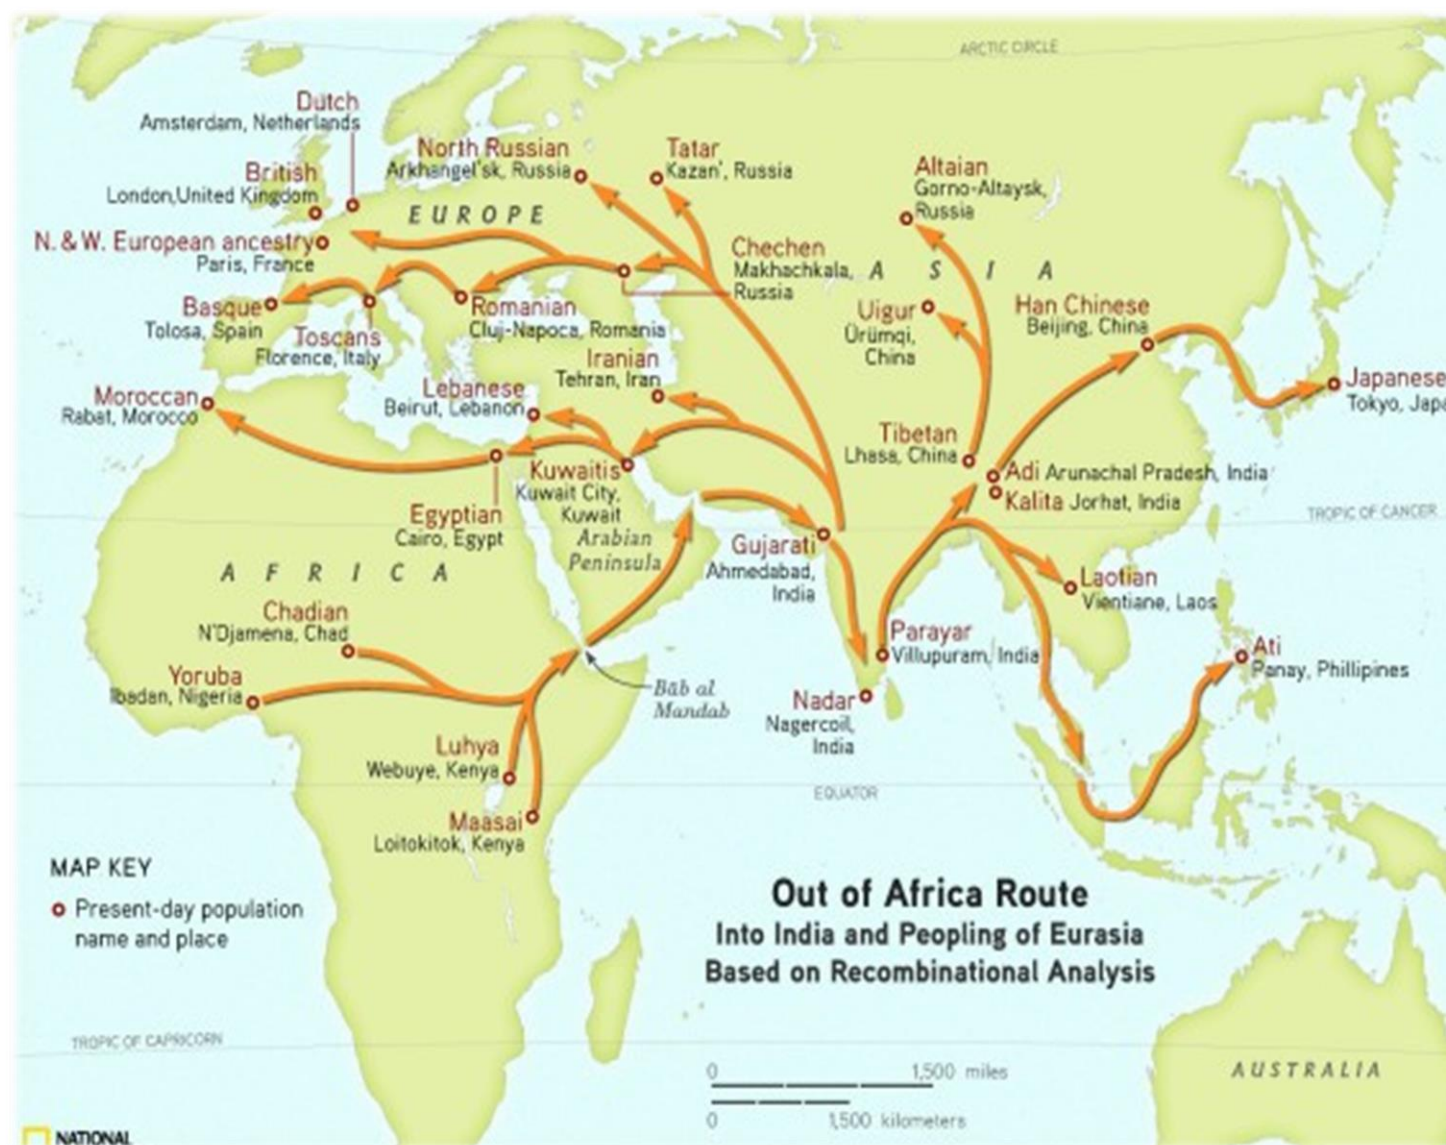 ARCTIC CIRCLE
Dutch
Amsterdam, Netherlands
British
London, United Kingdom
N. & W. European ancestry
Paris, France
Basque
Tolosa, Spain
Toscans
Florence, Italy
Moroccan
Rabat, Morocco
North Russian
Arkhangel'sk, Russia
EUROPE
Tatar
Kazan', Russia
Chechen
Makhachkala,
Russia
Romanian
Cluj-Napoca, Romania
Iranian
Tehran, Iran
Lebanese
Beirut, Lebanon
Kuwaitis
Kuwait City,
Kuwait
Egyptian
Cairo, Egypt
Arabian
Peninsula
Altaian
Gorno-Altaysk,
Russia
ASIA
Uigur
Ürümqi,
China
Han Chinese
Beijing, China
Japanese
Tokyo, Japa
Tibetan
Lhasa, China
Adi Arunachal Pradesh, India
Kalita Jorhat, India
TROPIC OF CANCER
Gujarati
Ahmedabad,
India
Laotian
Vientiane, Laos
Parayar
Villupuram, India
Ati
Panay, Phillipines
Nadar
Nagercoil,
India
AFRICA
Chadian
N'Djamena, Chad
Yoruba
Ibadan, Nigeria
Bāb al
Mandab
Luhya
Webuye, Kenya
Maasai
Loitokitok, Kenya
EQUATOR
MAP KEY
Present-day population
name and place
Out of Africa Route
Into India and Peopling of Eurasia
Based on Recombinational Analysis
TROPIC OF CAPRICORN
0 1,500 miles
0 1,500 kilometers
AUSTRALIA
NATIONAL